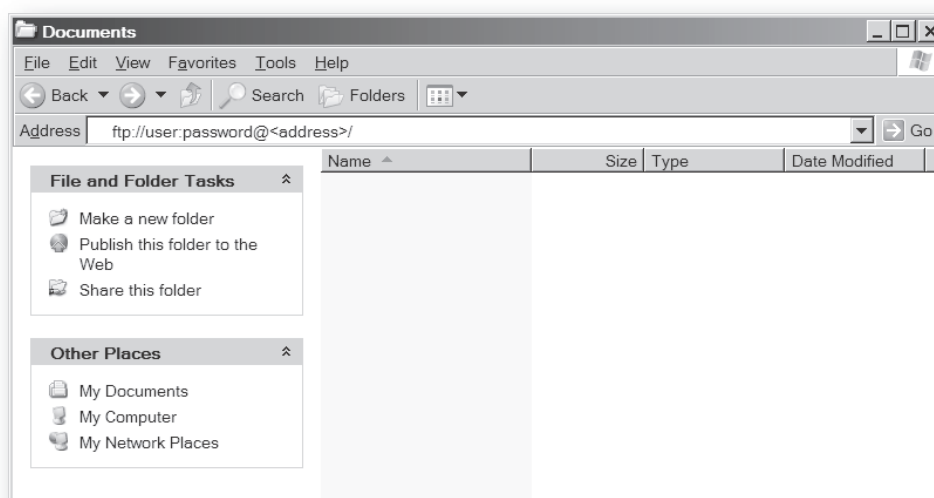 Documents
File Edit View Favorites Tools Help
Back Search Folders
Address ftp://user:password@<address>/ Go
Name Size Type Date Modified
File and Folder Tasks
Make a new folder
Publish this folder to the
Web
Share this folder
Other Places
My Documents
My Computer
My Network Places